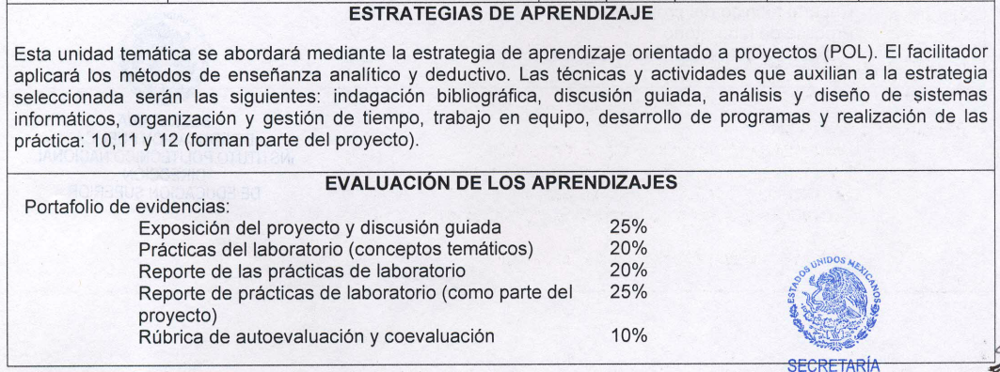 ESTRATEGIAS DE APRENDIZAJE
Esta unidad temática se abordará mediante la estrategia de aprendizaje orientado a proyectos (POL). El facilitador
aplicará los métodos de enseñanza analítico y deductivo. Las técnicas y actividades que auxilian a la estrategia
seleccionada serán las siguientes: indagación bibliográfica, discusión guiada, análisis y diseño de sistemas
informáticos, organización y gestión de tiempo, trabajo en equipo, desarrollo de programas y realización de las
práctica: 10,11 y 12 (forman parte del proyecto).
EVALUACIÓN DE LOS APRENDIZAJES
Portafolio de evidencias:
Exposición del proyecto y discusión guiada 25%
Prácticas del laboratorio (conceptos temáticos) 20%
Reporte de las prácticas de laboratorio 20%
Reporte de prácticas de laboratorio (como parte del 25%
proyecto)
Rúbrica de autoevaluación y coevaluación 10%
ESTADOS UNIDOS MEXICANOS
SECRETARÍA